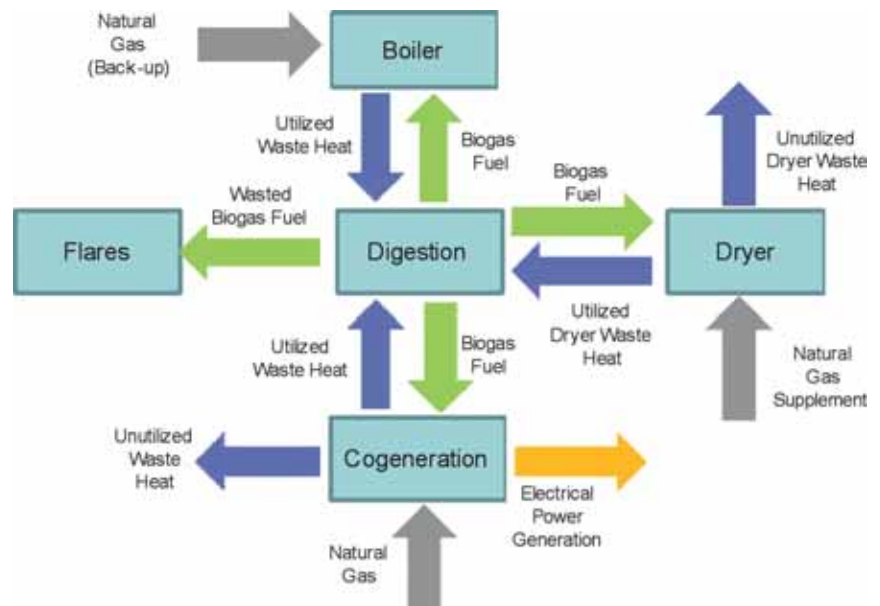 Natural
Gas
(Back-up)
Boiler
Utilized
Waste Heat
Biogas
Fuel
Unutilized
Dryer Waste
Heat
Wasted
Biogas Fuel
Biogas
Fuel
Flares
Digestion
Dryer
Utilized
Waste Heat
Biogas
Fuel
Utilized
Dryer Waste
Heat
Natural
Gas
Supplement
Unutilized
Waste
Heat
Cogeneration
Electrical
Power
Generation
Natural
Gas